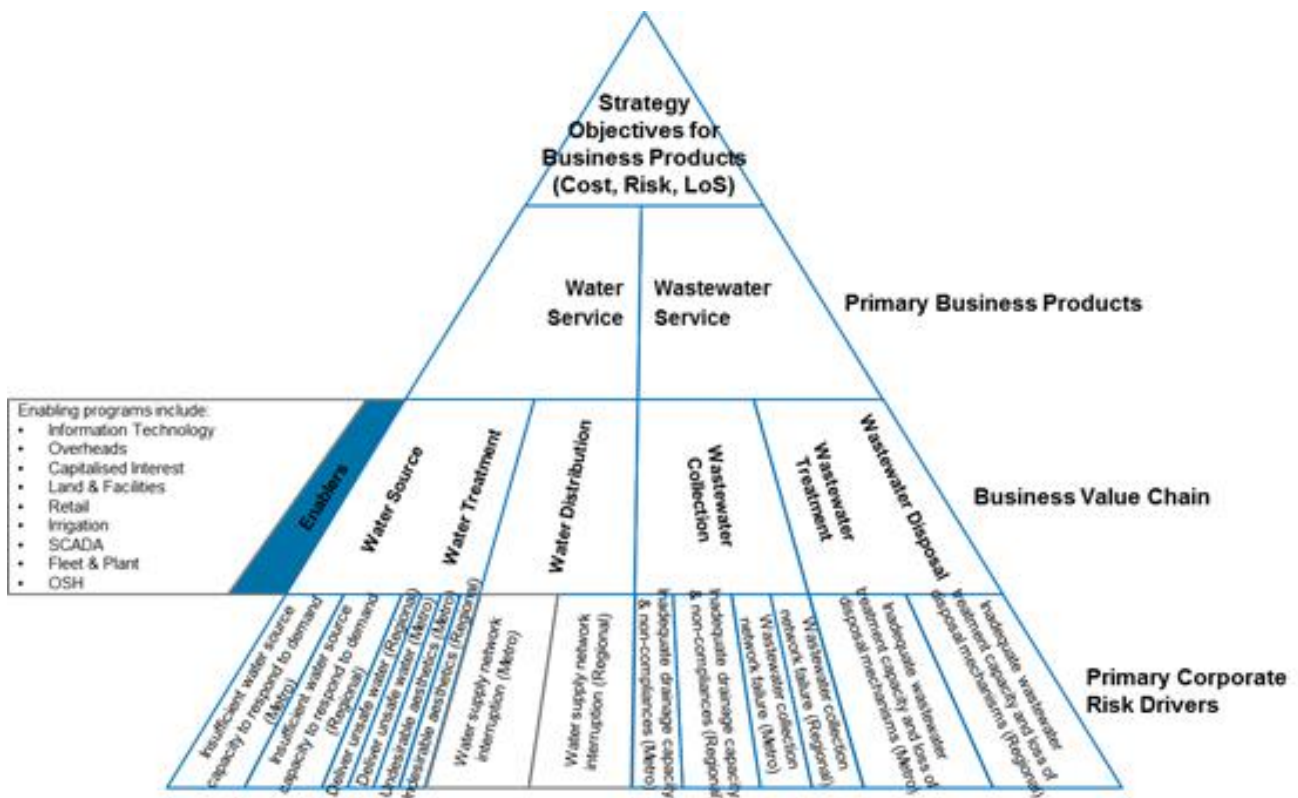 Strategy
Objectives for
Business Products
(Cost, Risk, LoS)
Water
Service
Wastewater
Service
Primary Business Products
Enabling programs include:
• Information Technology
• Overheads
• Capitalised Interest
• Land & Facilities
• Retail
• Irrigation
• SCADA
• Fleet & Plant
• OSH
Enablers
Water Source
Water Treatment
Water Distribution
Wastewater
Collection
Wastewater
Treatment
Wastewater Disposal
Business Value Chain
Insufficient water source
capacity to respond to demand
(Metro)
Insufficient water source
capacity to respond to demand
(Regional)
Deliver unsafe water (Regional)
Deliver unsafe water (Metro)
Undesirable aesthetics (Metro)
Undesirable aesthetics (Regional)
Water supply network
interruption (Metro)
Water supply network
interruption (Regional)
Inadequate drainage capacity
& non-compliances (Metro)
Inadequate drainage capacity
& non-compliances (Regional)
Wastewater collection
network failure (Metro)
Wastewater collection
network failure (Regional)
Inadequate wastewater
treatment capacity and loss of
disposal mechanisms (Metro)
Inadequate wastewater
treatment capacity and loss of
disposal mechanisms (Regional)
Primary Corporate
Risk Drivers